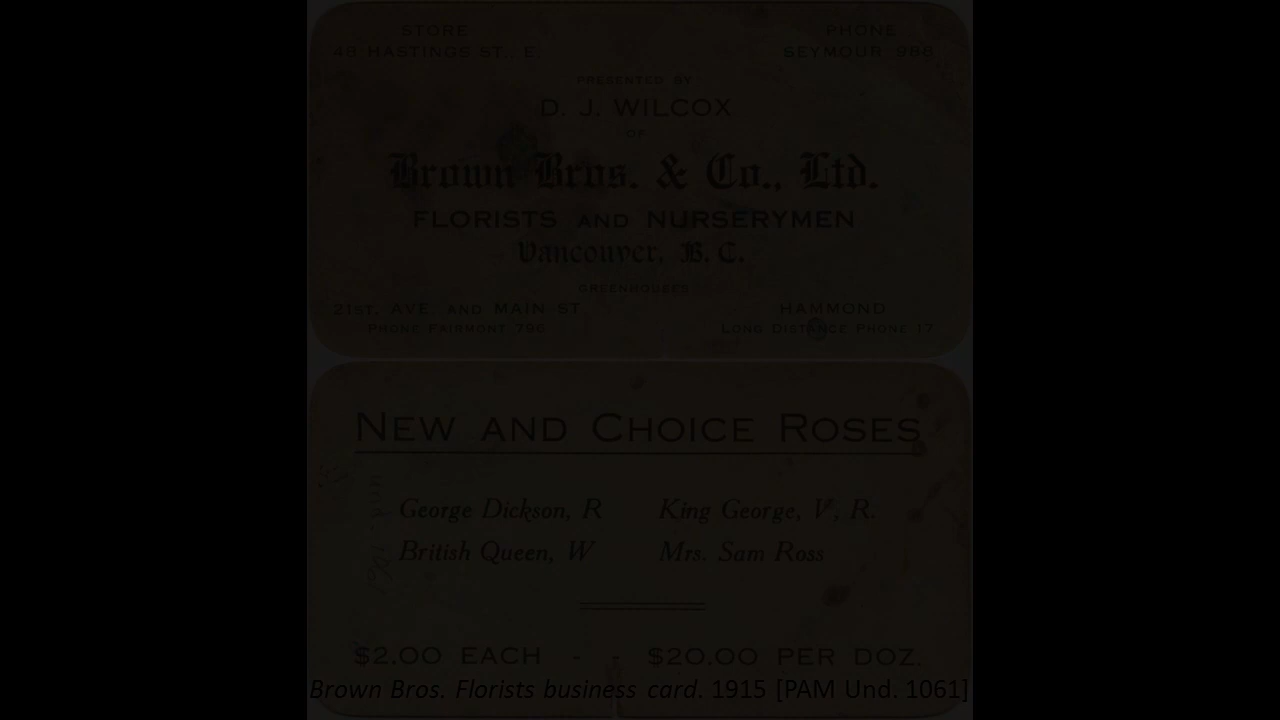 STORE
48 HASTINGS ST., E.
PHONE
SEYMOUR 988
PRESENTED BY
D. J. WILCOX
OF
Brown Bros. & Co., Ltd.
FLORISTS AND NURSERYMEN
Vancouver, B. C.
GREENHOUSES
21ST. AVE. AND MAIN ST.
PHONE FAIRMONT 796
HAMMOND
LONG DISTANCE PHONE 17
NEW AND CHOICE ROSES
George Dickson, R
King George, V, R.
British Queen, W
Mrs. Sam Ross
Und-1061
$2.00 EACH - - $20.00 PER DOZ.
Brown Bros. Florists business card. 1915 [PAM Und. 1061]